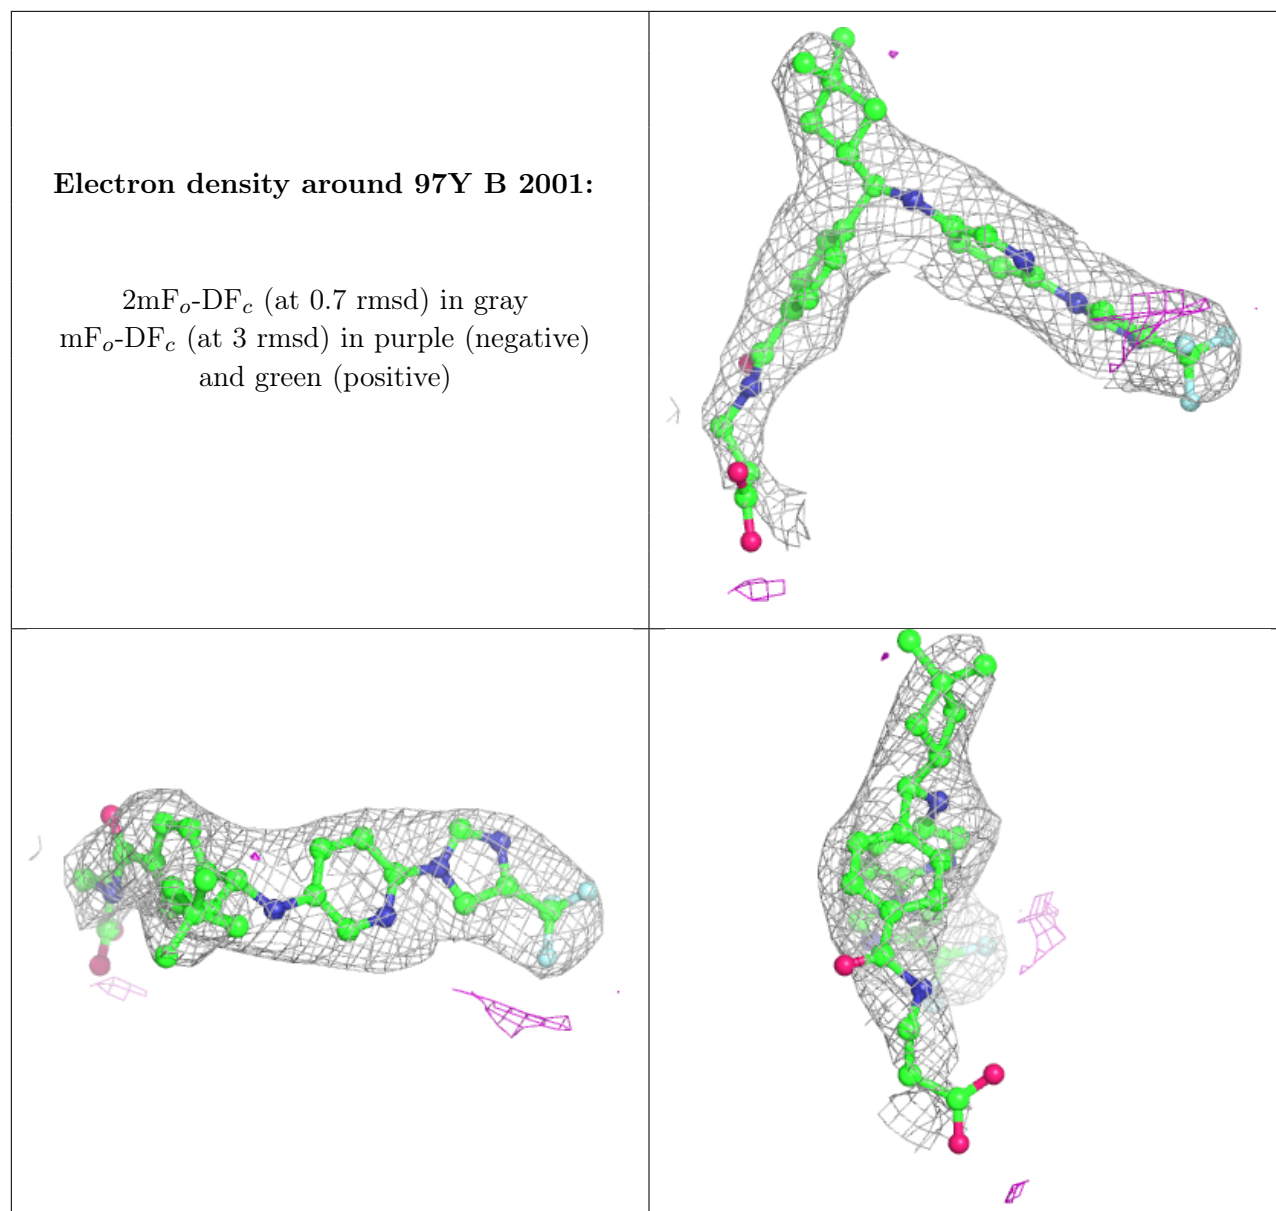 Electron density around 97Y B 2001:
2mFₒ-DF𝒸 (at 0.7 rmsd) in gray
mFₒ-DF𝒸 (at 3 rmsd) in purple (negative)
and green (positive)